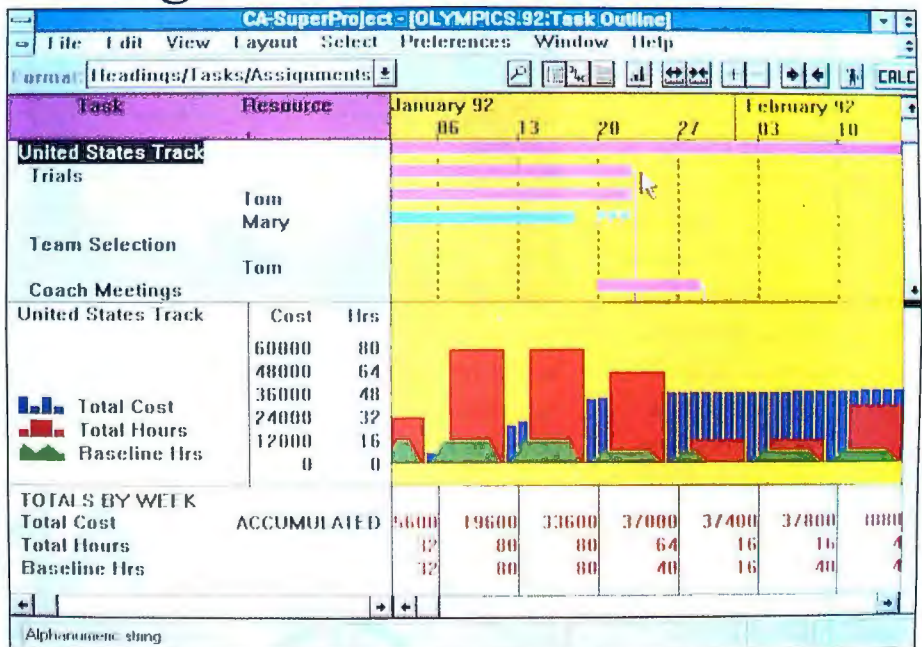 CA-SuperProject - [OLYMPICS.92:Task Outline]
File Edit View Layout Select Preferences Window Help
Format: Headings/Tasks/Assignments CALC
Task Resource January 92 February 92
06 13 20 27 03 10
United States Track
Trials
Tom
Mary
Team Selection
Tom
Coach Meetings
United States Track Cost Hrs
60000 80
48000 64
36000 48
24000 32
12000 16
0 0
Total Cost
Total Hours
Baseline Hrs
TOTALS BY WEEK
Total Cost ACCUMULATED 5600 19600 33600 37000 37400 37800
Total Hours 32 80 80 64 16 16 4
Baseline Hrs 32 80 80 40 16 40 4
Alphanumeric string